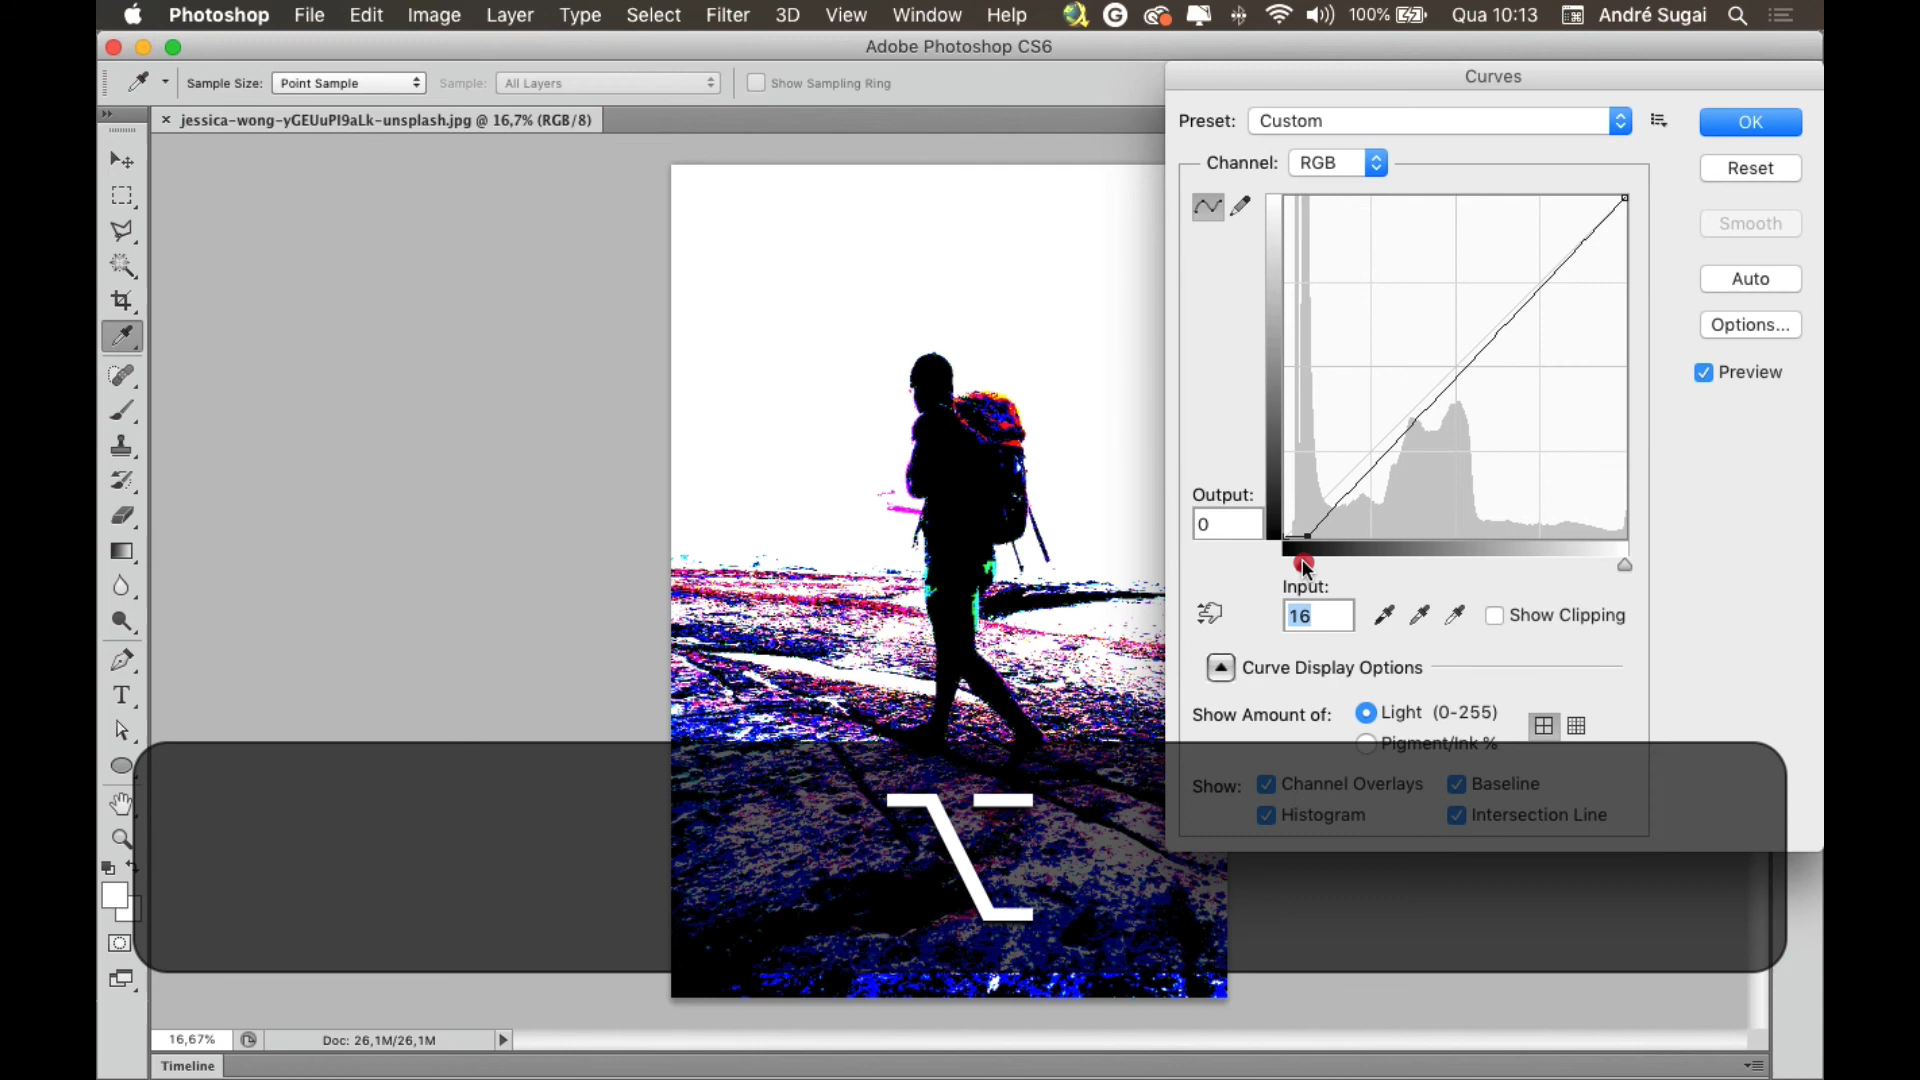 Photoshop File Edit Image Layer Type Select Filter 3D View Window Help 100% Qua 10:13 André Sugai
Adobe Photoshop CS6
Sample Size: Point Sample Sample: All Layers Show Sampling Ring
× jessica-wong-yGEUuPI9aLk-unsplash.jpg @ 16,7% (RGB/8)
Curves
Preset: Custom
OK
Channel: RGB
Reset
Smooth
Auto
Options...
Preview
Output:
0
Input:
16
Show Clipping
Curve Display Options
Show Amount of: Light (0-255)
Pigment/Ink %
Show: Channel Overlays Baseline
Histogram Intersection Line
16,67% Doc: 26,1M/26,1M
Timeline